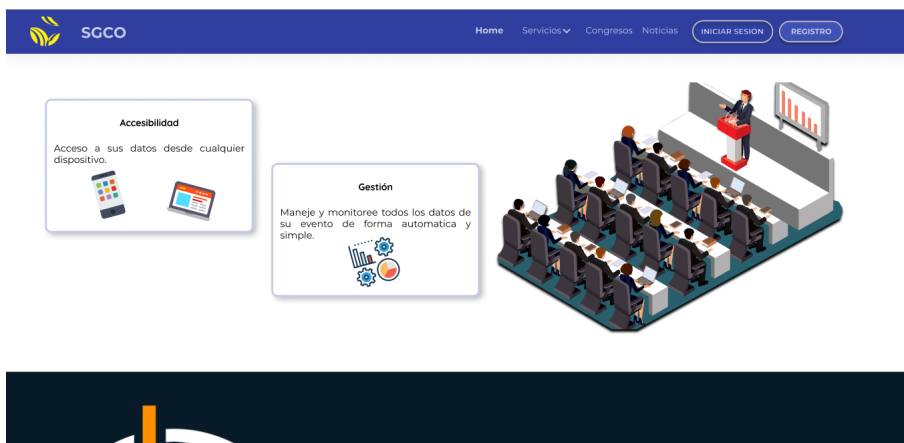 SGCO
Home Servicios Congresos Noticias INICIAR SESIÓN REGISTRO
Accesibilidad
Acceso a sus datos desde cualquier
dispositivo.
Gestión
Maneje y monitoree todos los datos de
su evento de forma automatica y
simple.